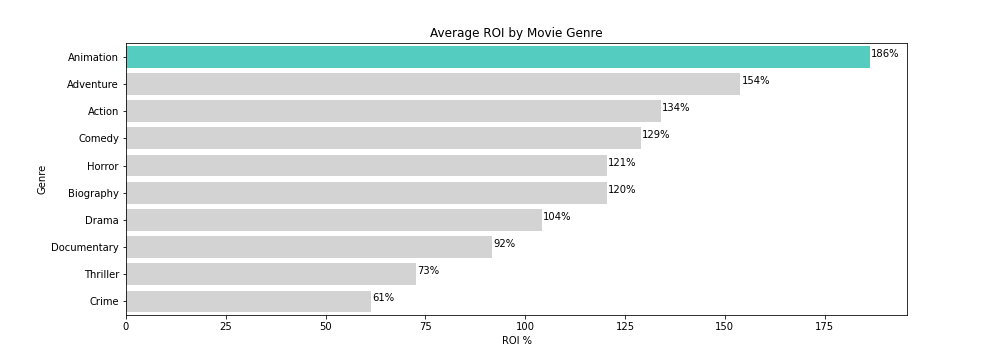 Average ROI by Movie Genre
Animation 186%
Adventure 154%
Action 134%
Comedy 129%
Horror 121%
Biography 120%
Drama 104%
Documentary 92%
Thriller 73%
Crime 61%
Genre
0 25 50 75 100 125 150 175
ROI %